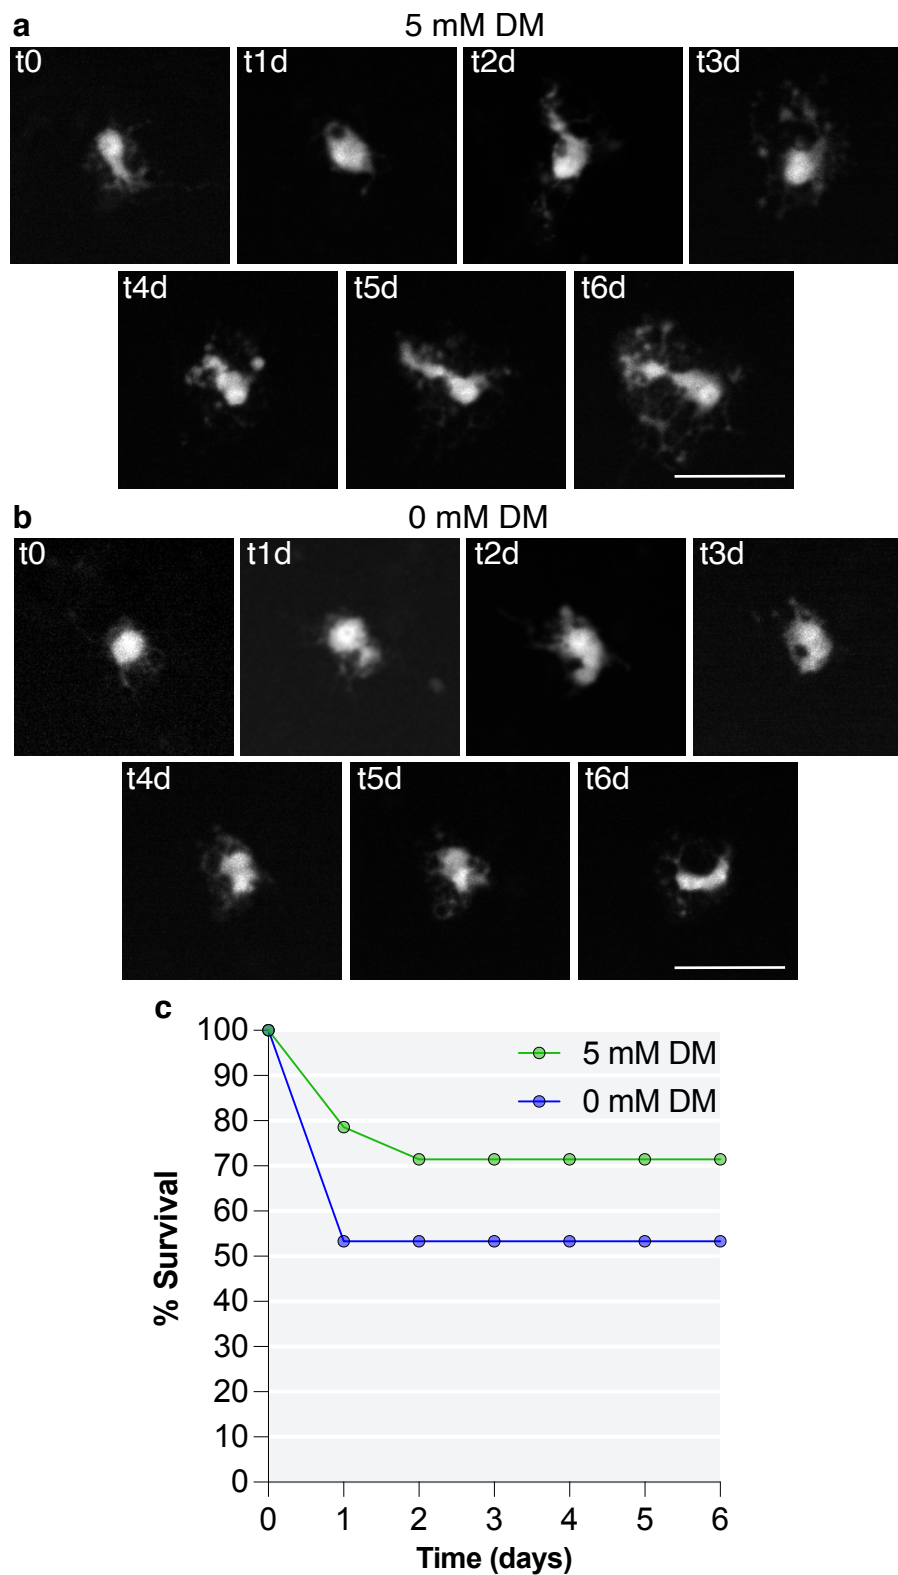 a
5 mM DM
t0 t1d t2d t3d
t4d t5d t6d
b
0 mM DM
t0 t1d t2d t3d
t4d t5d t6d
c
100
90
80
70
60
50
40
30
20
10
0
% Survival
5 mM DM
0 mM DM
0 1 2 3 4 5 6
Time (days)